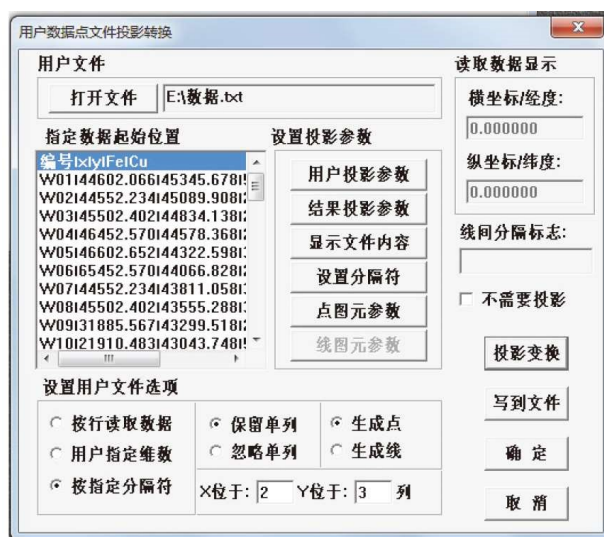 用户数据点文件投影转换
用户文件
打开文件 E:\数据.txt
指定数据起始位置
编号|x|y|Fe|Cu
W01|44602.066|45345.678|
W02|44552.234|45089.908|
W03|45502.402|44834.138|
W04|46452.570|44578.368|
W05|46602.652|44322.598|
W06|65452.570|44066.828|
W07|44552.234|43811.058|
W08|45502.402|43555.288|
W09|31885.567|43299.518|
W10|21910.483|43043.748|
设置投影参数
用户投影参数
结果投影参数
显示文件内容
设置分隔符
点图元参数
线图元参数
读取数据显示
横坐标/经度:
0.000000
纵坐标/纬度:
0.000000
线间分隔标志:
不需要投影
投影变换
写到文件
确定
取消
设置用户文件选项
按行读取数据
用户指定维数
按指定分隔符
保留单列
忽略单列
生成点
生成线
X位于: 2 Y位于: 3 列